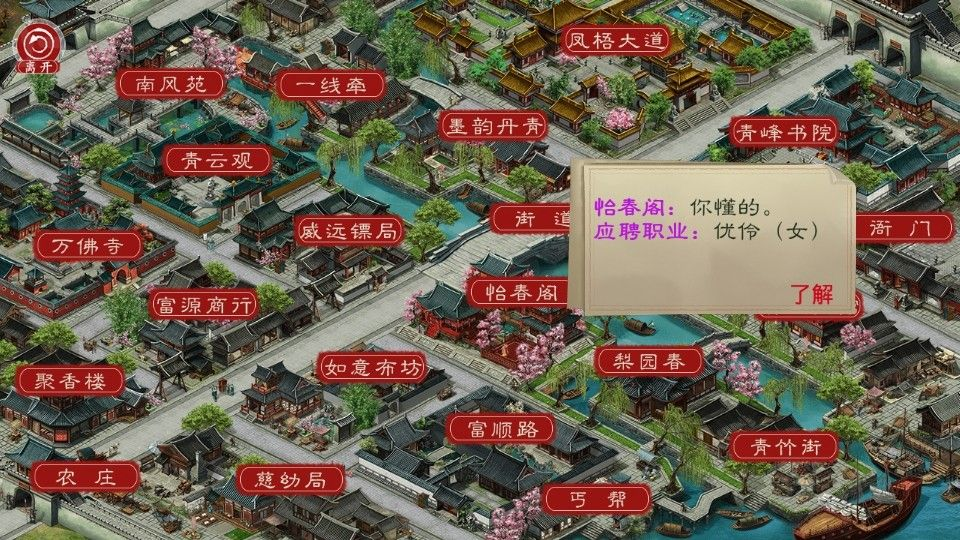 凤梧大道
离开
南风苑
一线牵
墨韵丹青
青峰书院
青云观
怡春阁：你懂的。
应聘职业：优伶（女）
了解
街道
衙门
威远镖局
万佛寺
怡春阁
富源商行
梨园春
如意布坊
聚香楼
富顺路
青竹街
农庄
慈幼局
丐帮